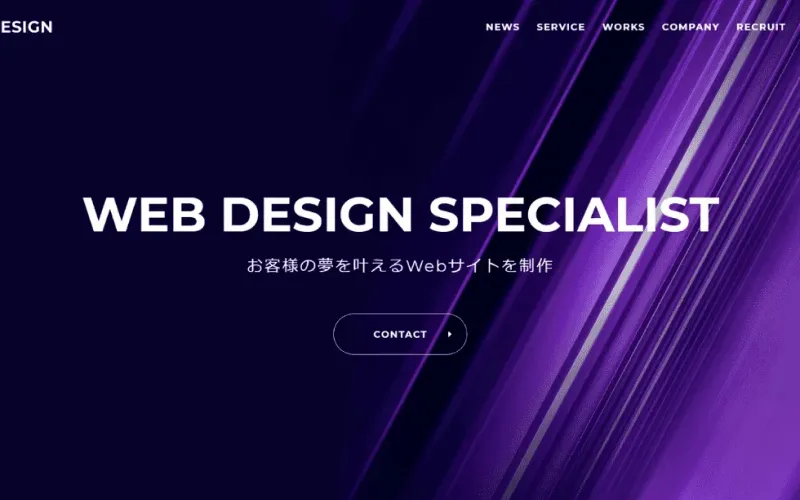 ESIGN
NEWS SERVICE WORKS COMPANY RECRUIT
WEB DESIGN SPECIALIST
お客様の夢を叶えるWebサイトを制作
CONTACT